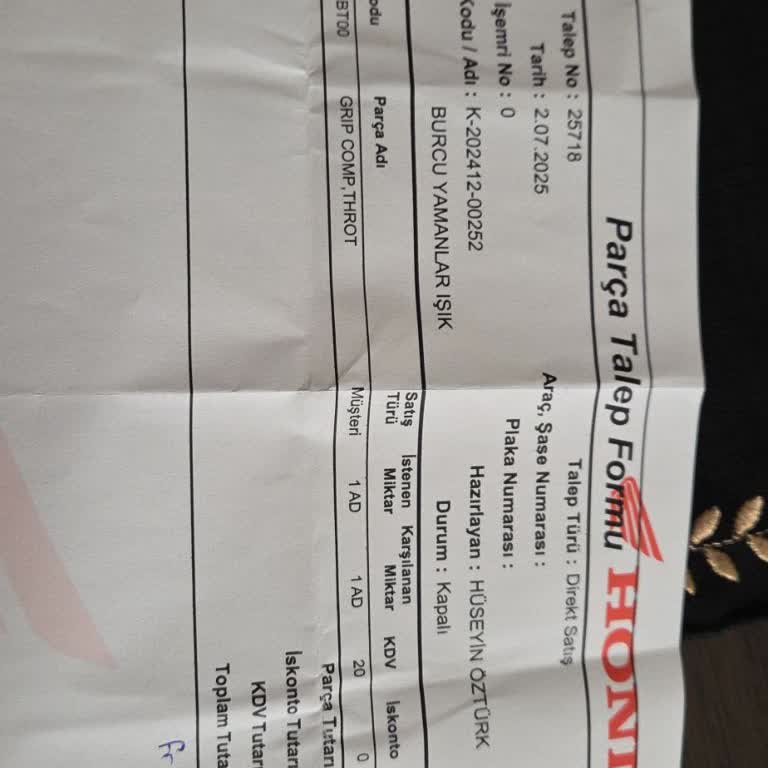 HON
Parça Talep Formu
Talep No : 25718 Talep Türü : Direkt Satış
Tarih : 2.07.2025 Araç, Şase Numarası :
İşemri No : 0 Plaka Numarası :
Kodu / Adı : K-202412-00252 Hazırlayan : HÜSEYİN ÖZTÜRK
BURCU YAMANLAR IŞIK Durum : Kapalı
odu Parça Adı Satış Türü İstenen Miktar Karşılanan Miktar KDV İskonto
BT00 GRIP COMP,THROT Müşteri 1 AD 1 AD 20 0
Parça Tutarı
İskonto Tutarı
KDV Tutarı
Toplam Tuta